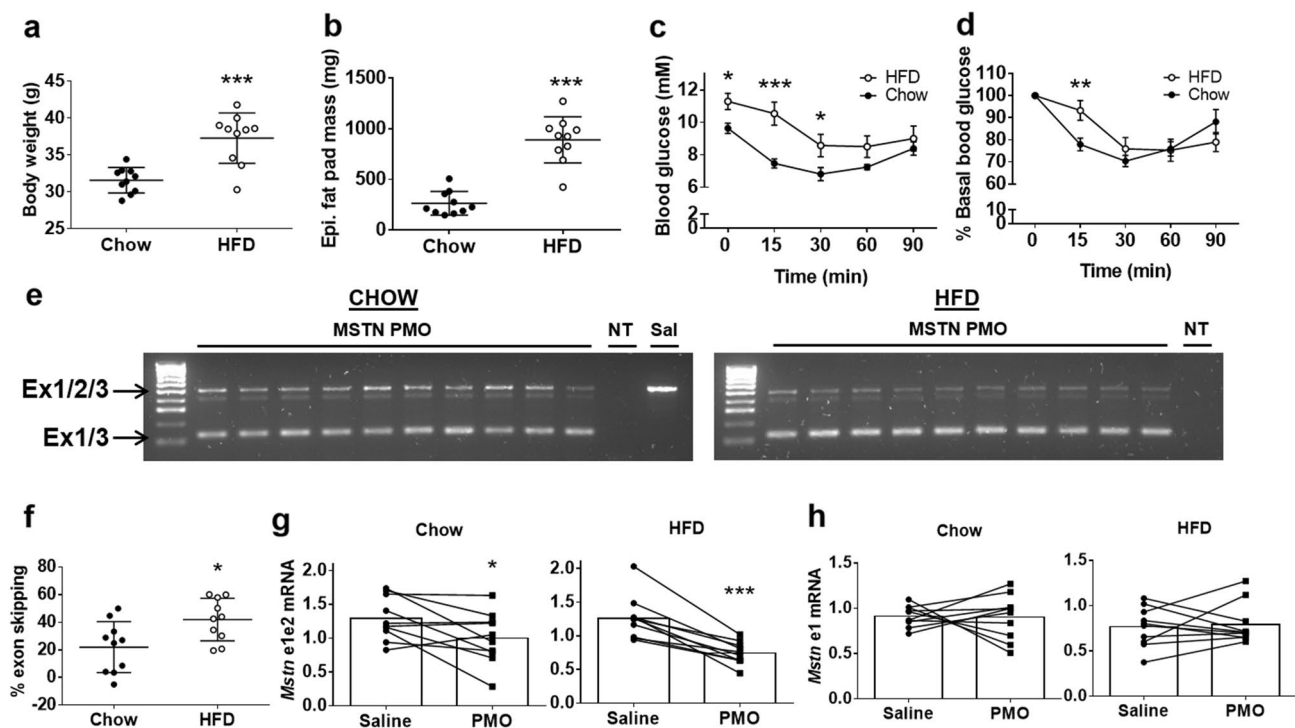 a
Body weight (g)
45
40
35
30
25
***
Chow
HFD
b
Epi. fat pad mass (mg)
1500
1000
500
0
***
Chow
HFD
c
Blood glucose (mM)
12
10
8
6
2
0
*
***
*
HFD
Chow
0 15 30 60 90
Time (min)
d
% Basal bood glucose
100
90
80
70
60
10
0
**
HFD
Chow
0 15 30 60 90
Time (min)
e
CHOW
MSTN PMO
NT
Sal
HFD
MSTN PMO
NT
Ex1/2/3
Ex1/3
f
% exon skipping
80
60
40
20
0
-20
*
Chow
HFD
g
Chow
Mstn e1e2 mRNA
2.0
1.5
1.0
0.5
0.0
*
Saline
PMO
HFD
2.0
1.5
1.0
0.5
0.0
***
Saline
PMO
h
Chow
Mstn e1 mRNA
1.5
1.0
0.5
0.0
Saline
PMO
HFD
1.5
1.0
0.5
0.0
Saline
PMO